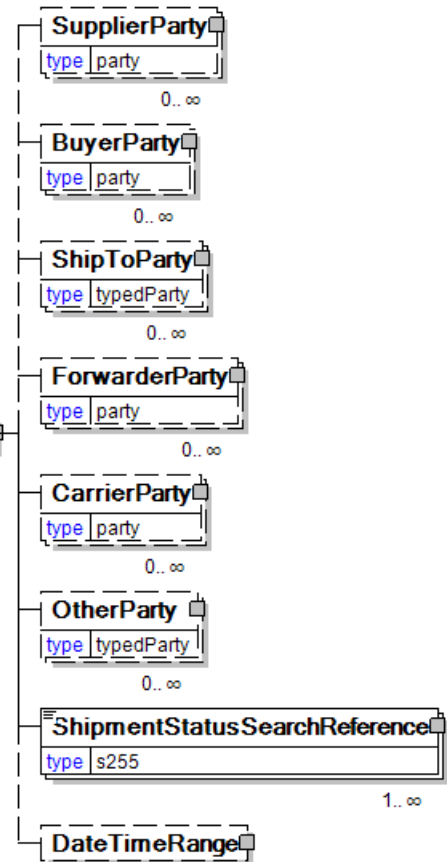 SupplierParty
type party
0.. ∞
BuyerParty
type party
0.. ∞
ShipToParty
type typedParty
0.. ∞
ForwarderParty
type party
0.. ∞
CarrierParty
type party
0.. ∞
OtherParty
type typedParty
0.. ∞
ShipmentStatusSearchReference
type s255
1.. ∞
DateTimeRange